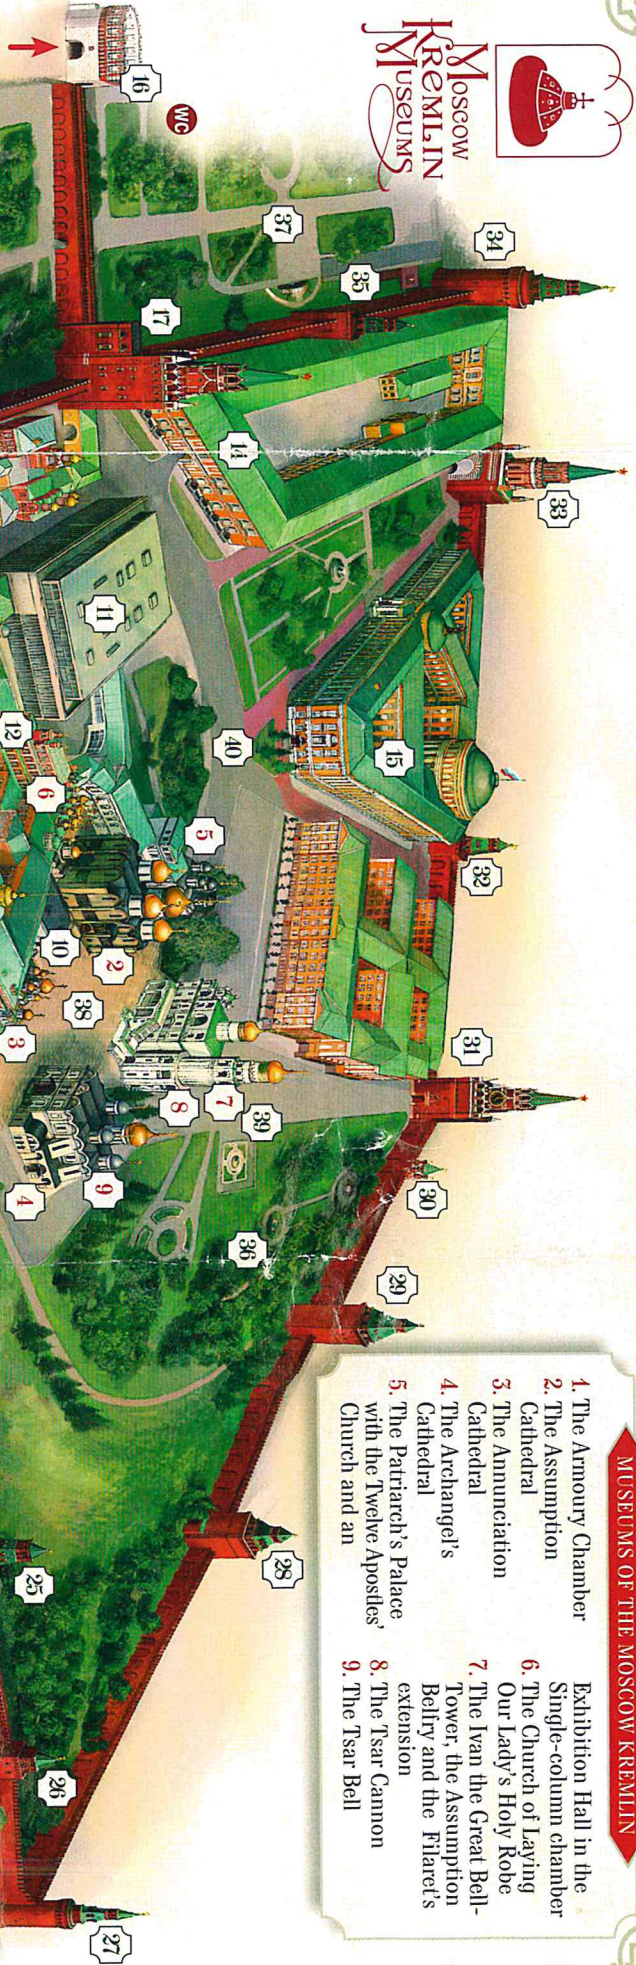 Moscow
Kremlin
Museums
WC
16
37
34
35
17
14
33
11
12
6
40
15
5
32
10
2
38
3
31
7
8
39
9
4
30
36
29
28
25
26
27
MUSEUMS OF THE MOSCOW KREMLIN
1. The Armoury Chamber
2. The Assumption
Cathedral
3. The Annunciation
Cathedral
4. The Archangel's
Cathedral
5. The Patriarch's Palace
with the Twelve Apostles'
Church and an
Exhibition Hall in the
Single-column chamber
6. The Church of Laying
Our Lady's Holy Robe
7. The Ivan the Great Bell-
Tower, the Assumption
Belfry and the Filaret's
extension
8. The Tsar Cannon
9. The Tsar Bell